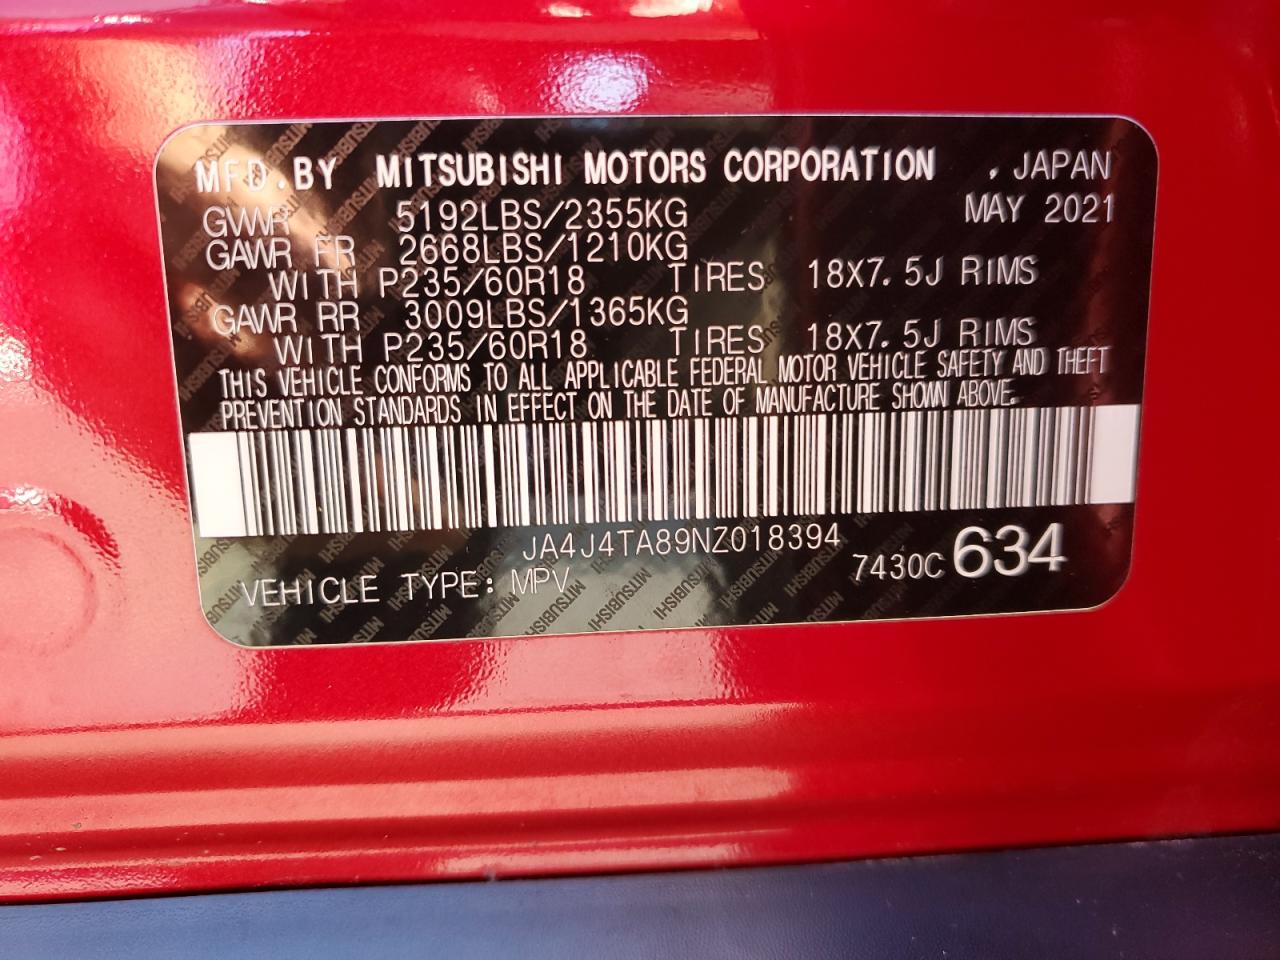 MFD.BY MITSUBISHI MOTORS CORPORATION , JAPAN
GVWR 5192LBS/2355KG MAY 2021
GAWR FR 2668LBS/1210KG
WITH P235/60R18 TIRES 18X7.5J RIMS
GAWR RR 3009LBS/1365KG
WITH P235/60R18 TIRES 18X7.5J RIMS
THIS VEHICLE CONFORMS TO ALL APPLICABLE FEDERAL MOTOR VEHICLE SAFETY AND THEFT
PREVENTION STANDARDS IN EFFECT ON THE DATE OF MANUFACTURE SHOWN ABOVE.
JA4J4TA89NZ018394
7430C 634
VEHICLE TYPE: MPV